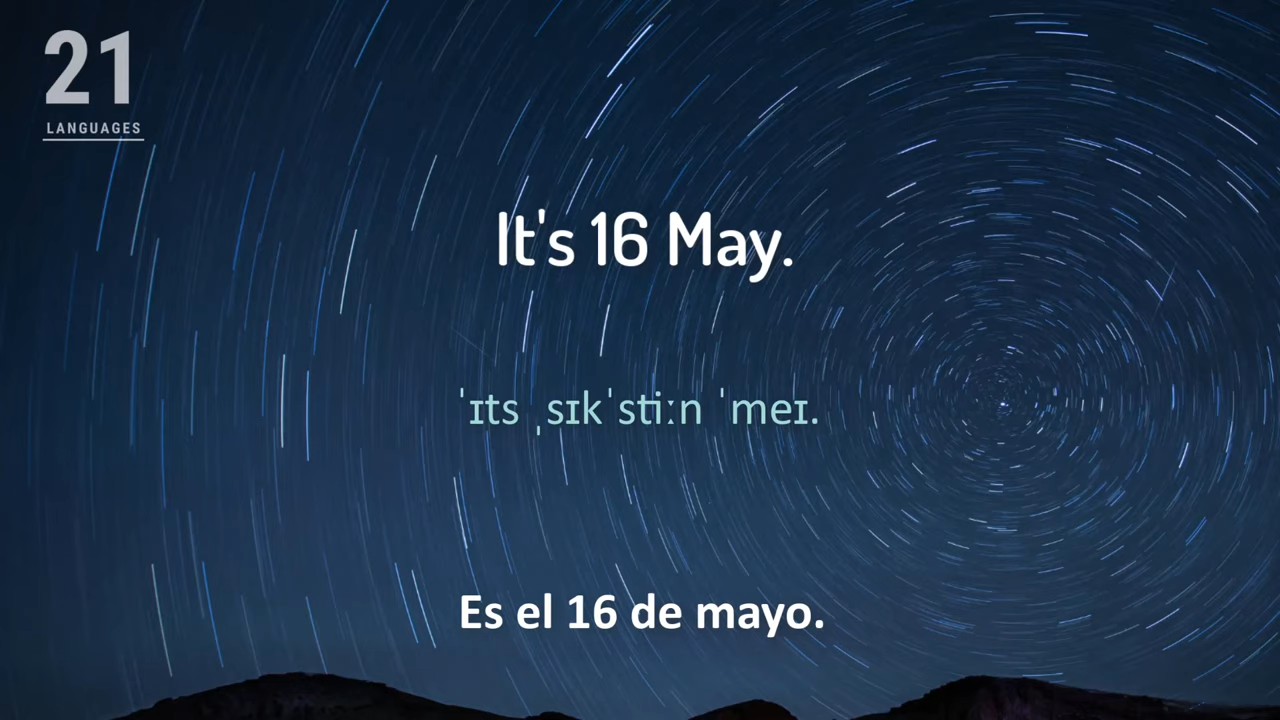 21
LANGUAGES
It's 16 May.
ˈɪts ˌsɪkˈstiːn ˈmeɪ.
Es el 16 de mayo.